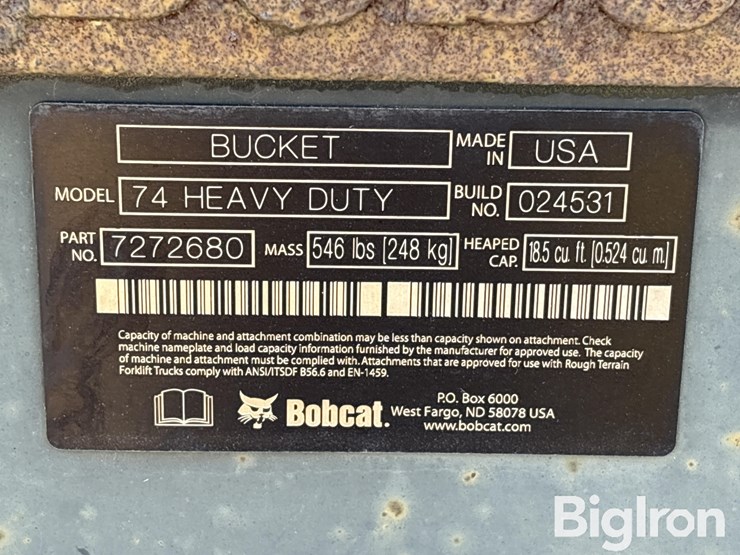 BUCKET MADE IN USA
MODEL 74 HEAVY DUTY BUILD NO. 024531
PART NO. 7272680 MASS 546 lbs [248 kg] HEAPED CAP. 18.5 cu. ft. [0.524 cu. m.]
Capacity of machine and attachment combination may be less than capacity shown on attachment. Check
machine nameplate and load capacity information furnished by the manufacturer for approved use. The capacity
of machine and attachment must be complied with. Attachments that are approved for use with Rough Terrain
Forklift Trucks comply with ANSI/ITSDF B56.6 and EN-1459.
Bobcat.
P.O. Box 6000
West Fargo, ND 58078 USA
www.bobcat.com
BigIron